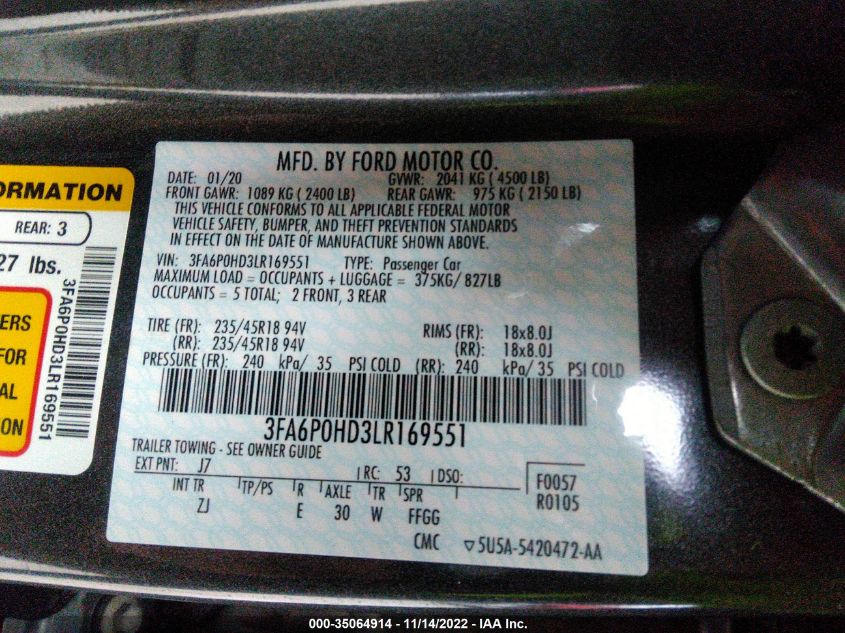 ORMATION
REAR: 3
27 lbs.
ERS
FOR
AL
ION
3FA6P0HD3LR169551
MFD. BY FORD MOTOR CO.
DATE: 01/20 GVWR: 2041 KG ( 4500 LB)
FRONT GAWR: 1089 KG ( 2400 LB) REAR GAWR: 975 KG ( 2150 LB)
THIS VEHICLE CONFORMS TO ALL APPLICABLE FEDERAL MOTOR
VEHICLE SAFETY, BUMPER, AND THEFT PREVENTION STANDARDS
IN EFFECT ON THE DATE OF MANUFACTURE SHOWN ABOVE.
VIN: 3FA6P0HD3LR169551 TYPE: Passenger Car
MAXIMUM LOAD = OCCUPANTS + LUGGAGE = 375KG/ 827LB
OCCUPANTS = 5 TOTAL; 2 FRONT, 3 REAR
TIRE (FR): 235/45R18 94V RIMS (FR): 18x8.0J
(RR): 235/45R18 94V (RR): 18x8.0J
PRESSURE (FR): 240 kPa/ 35 PSI COLD (RR): 240 kPa/ 35 PSI COLD
3FA6P0HD3LR169551
TRAILER TOWING - SEE OWNER GUIDE
EXT PNT: J7 RC: 53 DSO:
F0057
R0105
INT TR TP/PS R AXLE TR SPR
ZJ E 30 W FFGG
CMC ▽5U5A-5420472-AA
000-35064914 - 11/14/2022 - IAA Inc.